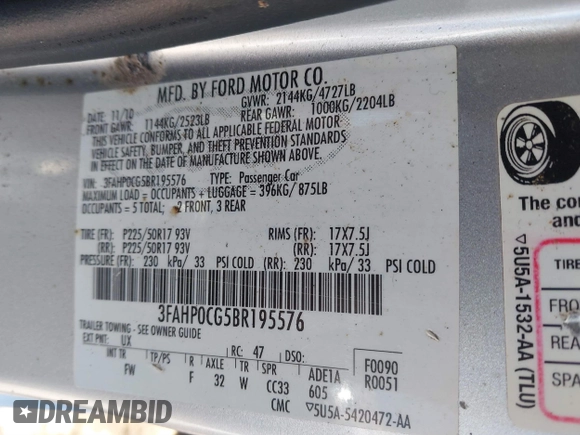 MFD. BY FORD MOTOR CO.
DATE: 11/10 GVWR: 2144KG/4727LB
FRONT GAWR: 1144KG/2523LB REAR GAWR: 1000KG/2204LB
THIS VEHICLE CONFORMS TO ALL APPLICABLE FEDERAL MOTOR
VEHICLE SAFETY, BUMPER, AND THEFT PREVENTION STANDARDS
IN EFFECT ON THE DATE OF MANUFACTURE SHOWN ABOVE.
VIN: 3FAHP0CG5BR195576 TYPE: Passenger Car
MAXIMUM LOAD = OCCUPANTS + LUGGAGE = 396KG/ 875LB
OCCUPANTS = 5 TOTAL; 2 FRONT, 3 REAR
TIRE (FR): P225/50R17 93V RIMS (FR): 17X7.5J
(RR): P225/50R17 93V (RR): 17X7.5J
PRESSURE (FR): 230 kPa/ 33 PSI COLD (RR): 230 kPa/ 33 PSI COLD
3FAHP0CG5BR195576
TRAILER TOWING - SEE OWNER GUIDE
EXT PNT: UX RC: 47 DSO: F0090
INT TR TP/PS R AXLE TR SPR ADE1A R0051
FW F 32 W CC33 605
CMC ▽5U5A-5420472-AA
The co
TIRE
FRO
REA
SPA
▽5U5A-1532-AA (TLU)
RIDERSAFELY
CAR AUCTIONS